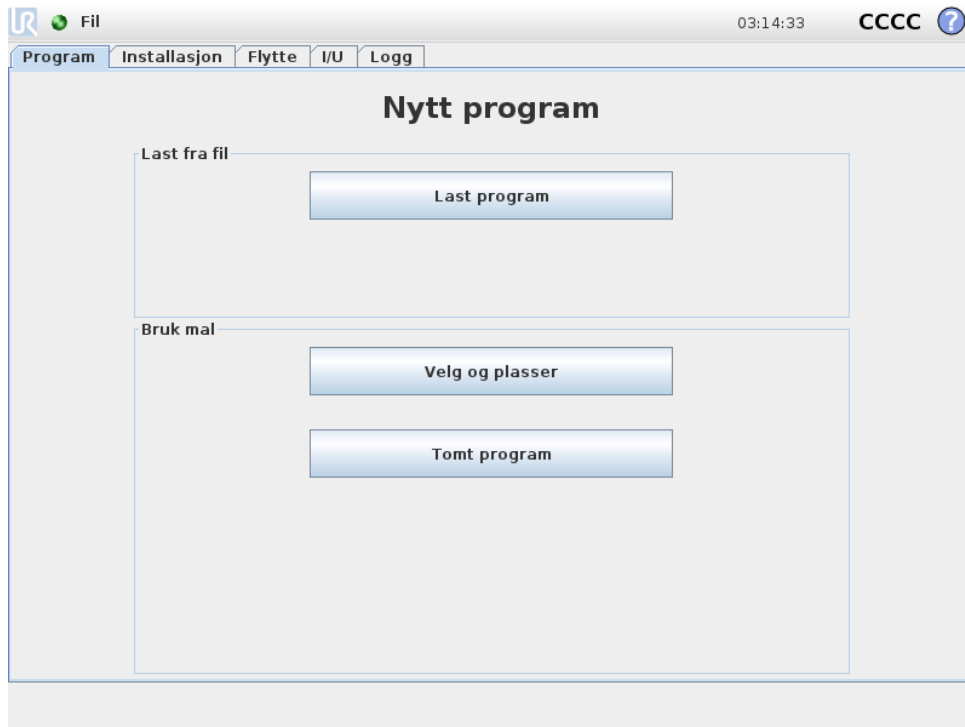 UR Fil 03:14:33 CCCC ?
Program Installasjon Flytte I/U Logg
Nytt program
Last fra fil
Last program
Bruk mal
Velg og plasser
Tomt program